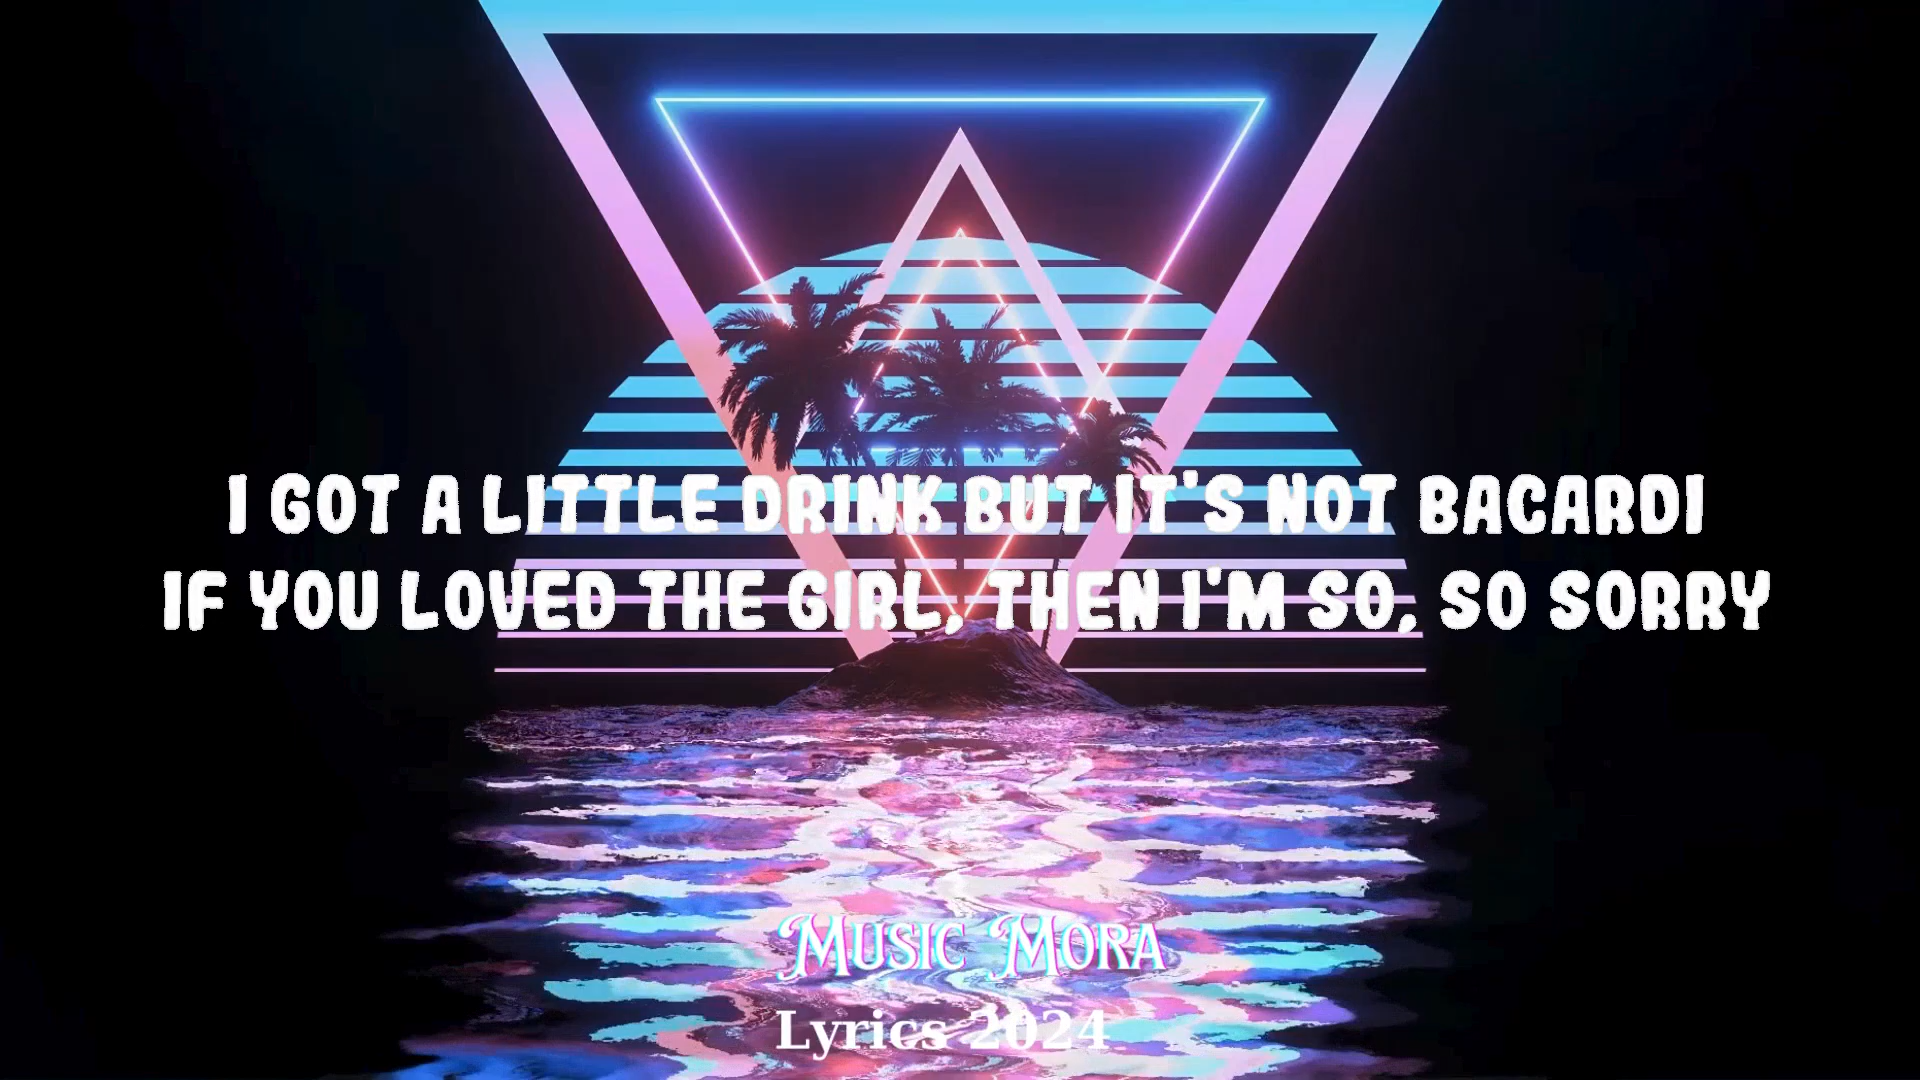 I GOT A LITTLE DRINK BUT IT'S NOT BACARDI
IF YOU LOVED THE GIRL, THEN I'M SO, SO SORRY
MUSIC MORA
Lyrics 2024